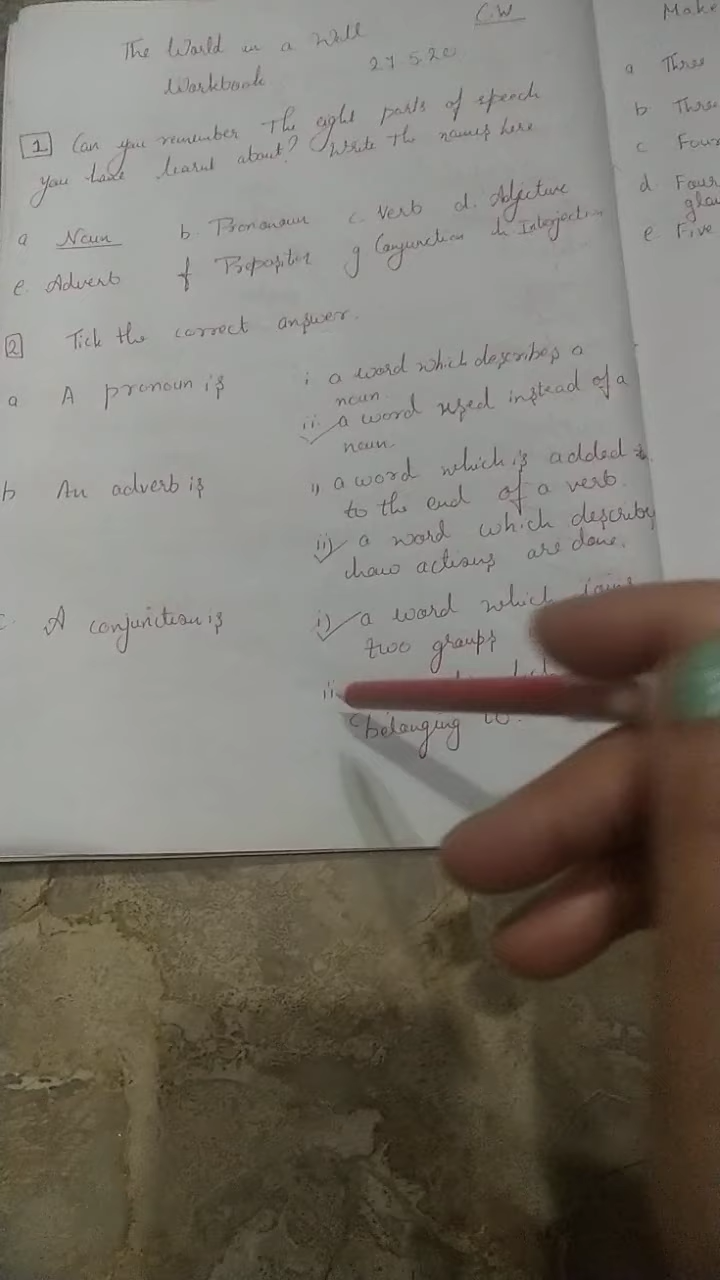 C.W
The World in a Wall
Workbook 27 5 20
1 Can you remember The eight parts of speech
you have learnt about? Write the names here
a Noun b. Pronoun c. Verb d. Adjective
e. Adverb f Preposition g Conjunction h Interjection
2 Tick the correct answer.
a A pronoun is i a word which describes a
noun.
ii. a word used instead of a
noun.
b An adverb is i) a word which is added
to the end of a verb.
ii) a word which describes
how actions are done.
c. A conjunction is i) a word which joins
two groups
ii
belonging to.
Make
a Three
b Three
c Four
d Four
e. Five